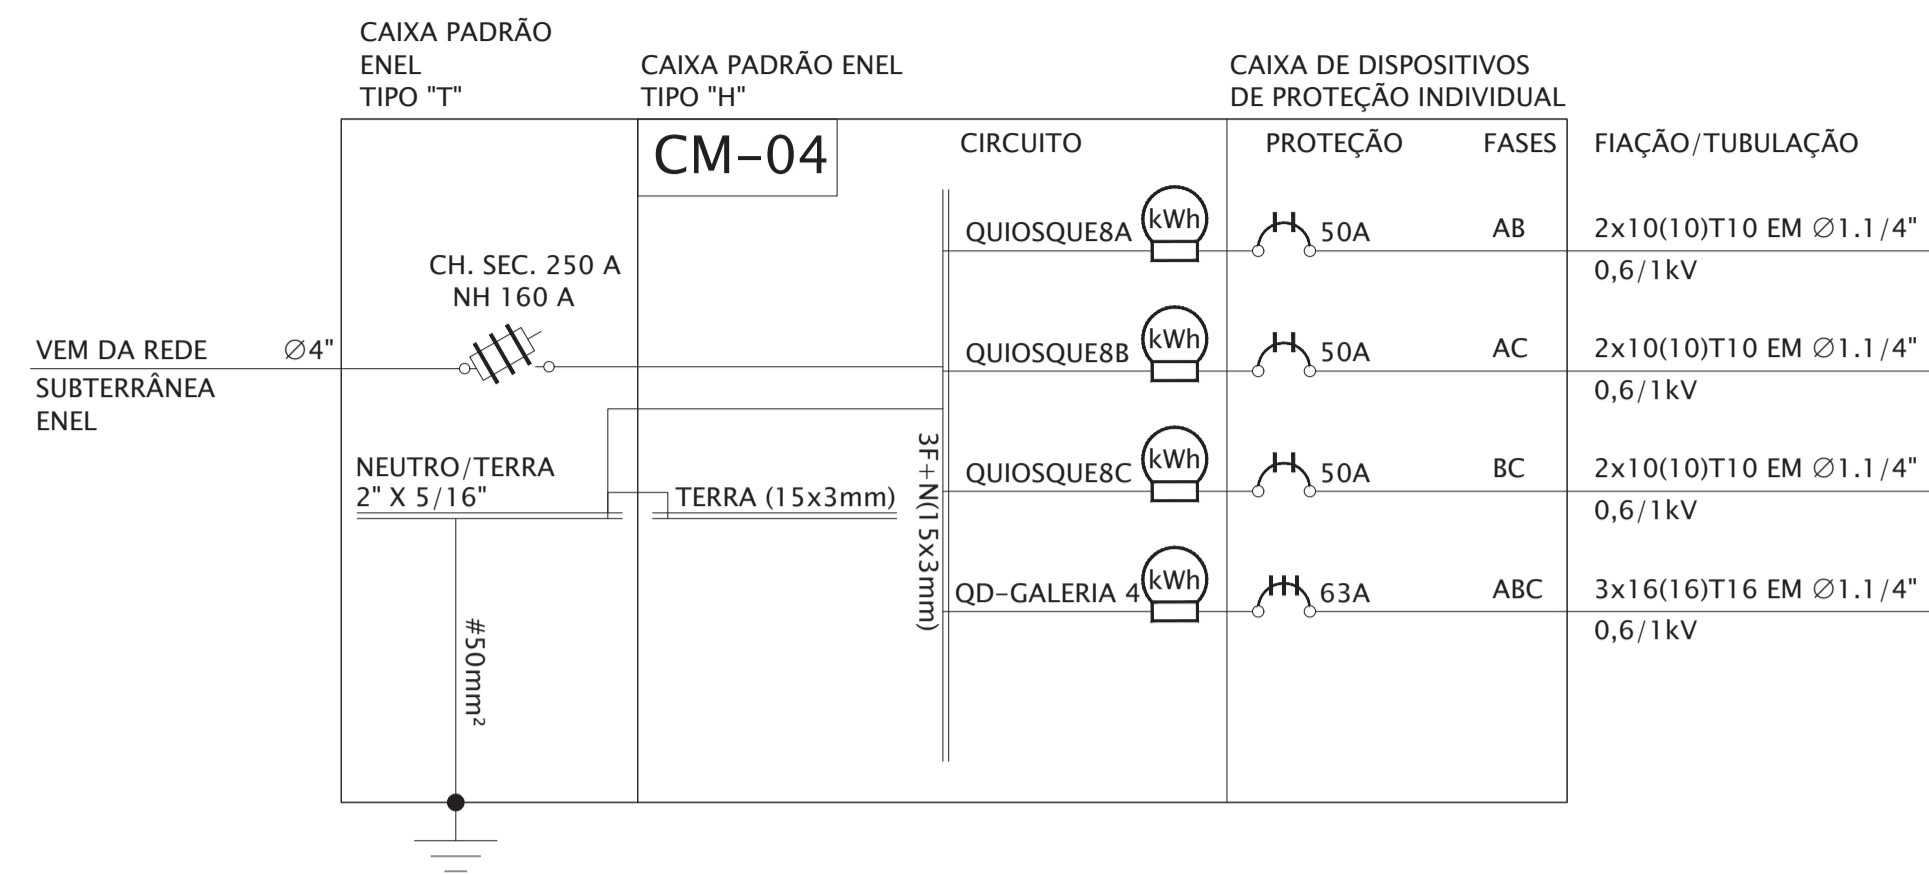 CAIXA PADRÃO
ENEL
TIPO "T"
CAIXA PADRÃO ENEL
TIPO "H"
CAIXA DE DISPOSITIVOS
DE PROTEÇÃO INDIVIDUAL
CM-04
CIRCUITO
PROTEÇÃO
FASES
FIAÇÃO/TUBULAÇÃO
QUIOSQUE8A
kWh
50A
AB
2x10(10)T10 EM Ø1.1/4"
0,6/1kV
CH. SEC. 250 A
NH 160 A
VEM DA REDE
Ø4"
SUBTERRÂNEA
ENEL
QUIOSQUE8B
kWh
50A
AC
2x10(10)T10 EM Ø1.1/4"
0,6/1kV
NEUTRO/TERRA
2" X 5/16"
TERRA (15x3mm)
3F+N(15x3mm)
QUIOSQUE8C
kWh
50A
BC
2x10(10)T10 EM Ø1.1/4"
0,6/1kV
QD-GALERIA 4
kWh
63A
ABC
3x16(16)T16 EM Ø1.1/4"
0,6/1kV
#50mm²